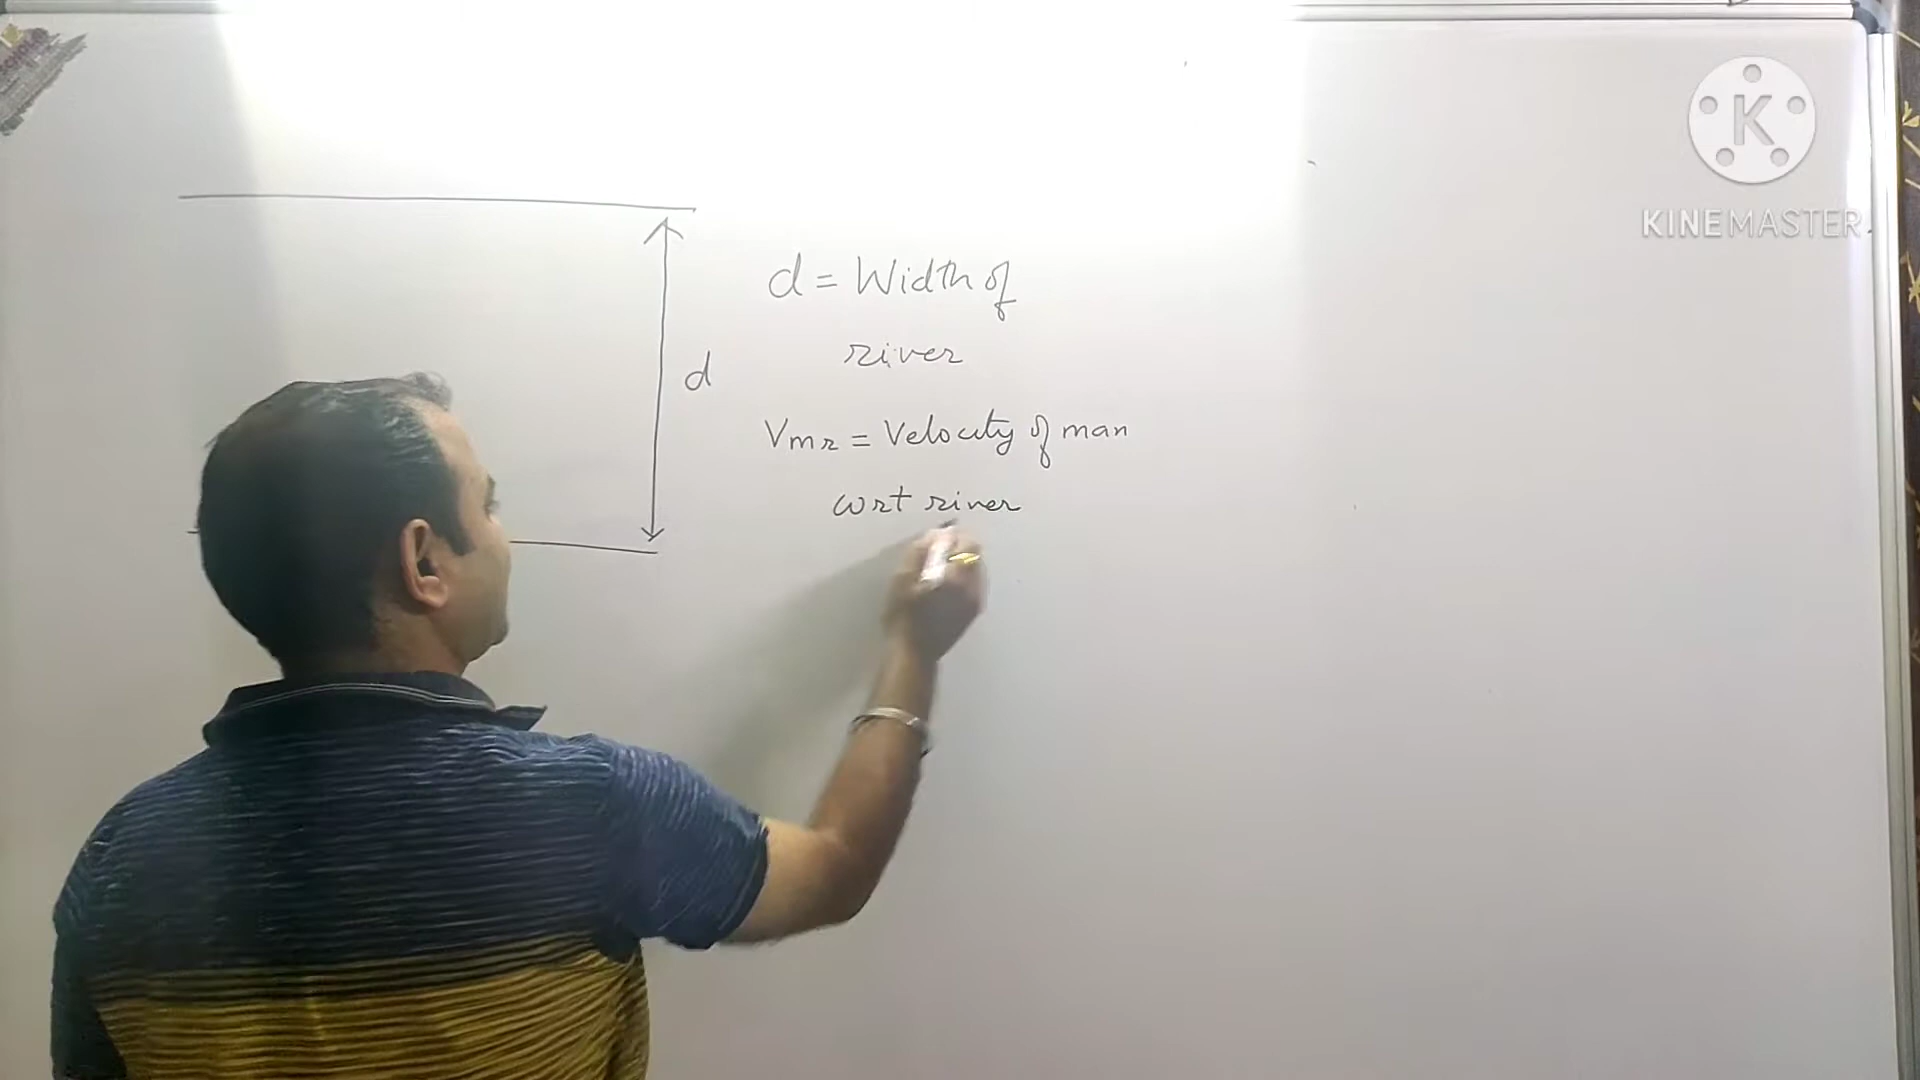 K
KINEMASTER
d = Width of
river
d
Vmr = Velocity of man
wrt river